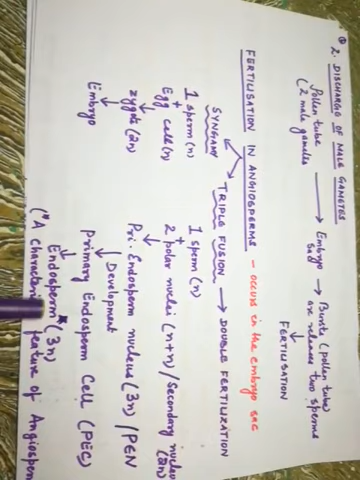 2. DISCHARGE OF MALE GAMETES
Pollen tube → Embryo → Bursts (pollen tube)
(2 male gametes sac are releases two sperms
↓
FERTILISATION
FERTILISATION IN ANGIOSPERMS - occurs in the embryo sac
SYNGAMY TRIPLE FUSION → DOUBLE FERTILIZATION
1 sperm (n) 1 sperm (n)
+ +
Egg cell (n) 2 polar nuclei (n+n) / Secondary nucleus (2n)
↓ ↓
zygote (2n) Pri. Endosperm nucleus (3n) / PEN
↓ ↓ Development
Embryo Primary Endosperm Cell (PEC)
↓
Endosperm* (3n)
(*A characteristic feature of Angiosperm